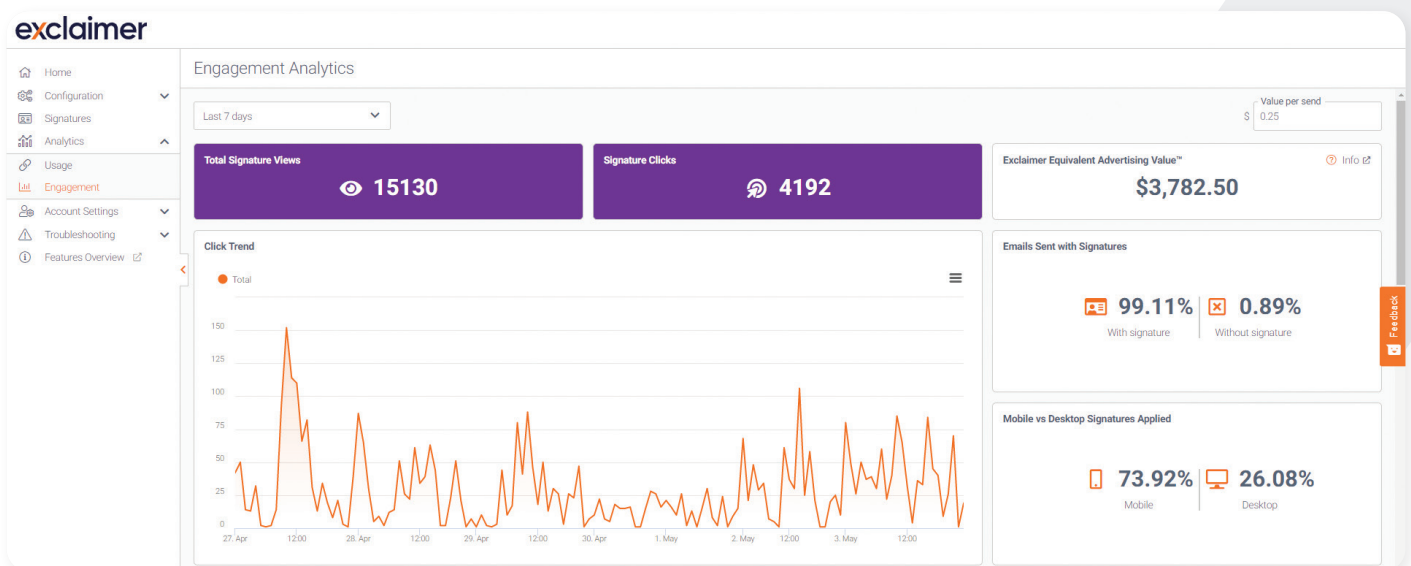 exclaimer
Home
Configuration
Signatures
Analytics
Usage
Engagement
Account Settings
Troubleshooting
Features Overview
Engagement Analytics
Last 7 days
Value per send
$ 0.25
Total Signature Views
15130
Signature Clicks
4192
Exclaimer Equivalent Advertising Value™
? Info
$3,782.50
Click Trend
Total
150
125
100
75
50
25
0
27. Apr 12:00 28. Apr 12:00 29. Apr 12:00 30. Apr 1. May 2. May 12:00 3. May 12:00
Emails Sent with Signatures
99.11% 0.89%
With signature Without signature
Mobile vs Desktop Signatures Applied
73.92% 26.08%
Mobile Desktop
Feedback